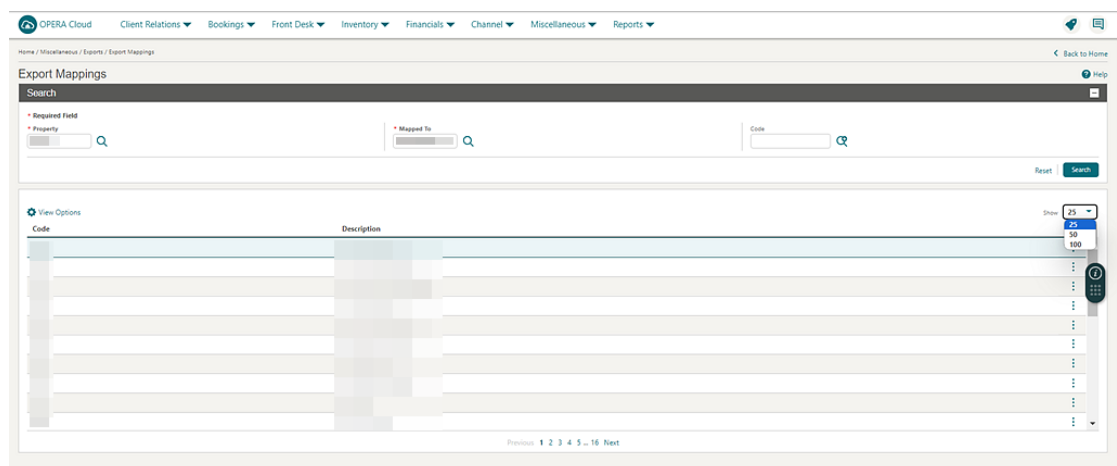 OPERA Cloud Client Relations Bookings Front Desk Inventory Financials Channel Miscellaneous Reports
Home / Miscellaneous / Exports / Export Mappings Back to Home
Export Mappings Help
Search
* Required Field
* Property * Mapped To Code
Reset Search
View Options Show 25
25
50
100
Code Description
Previous 1 2 3 4 5 ... 16 Next